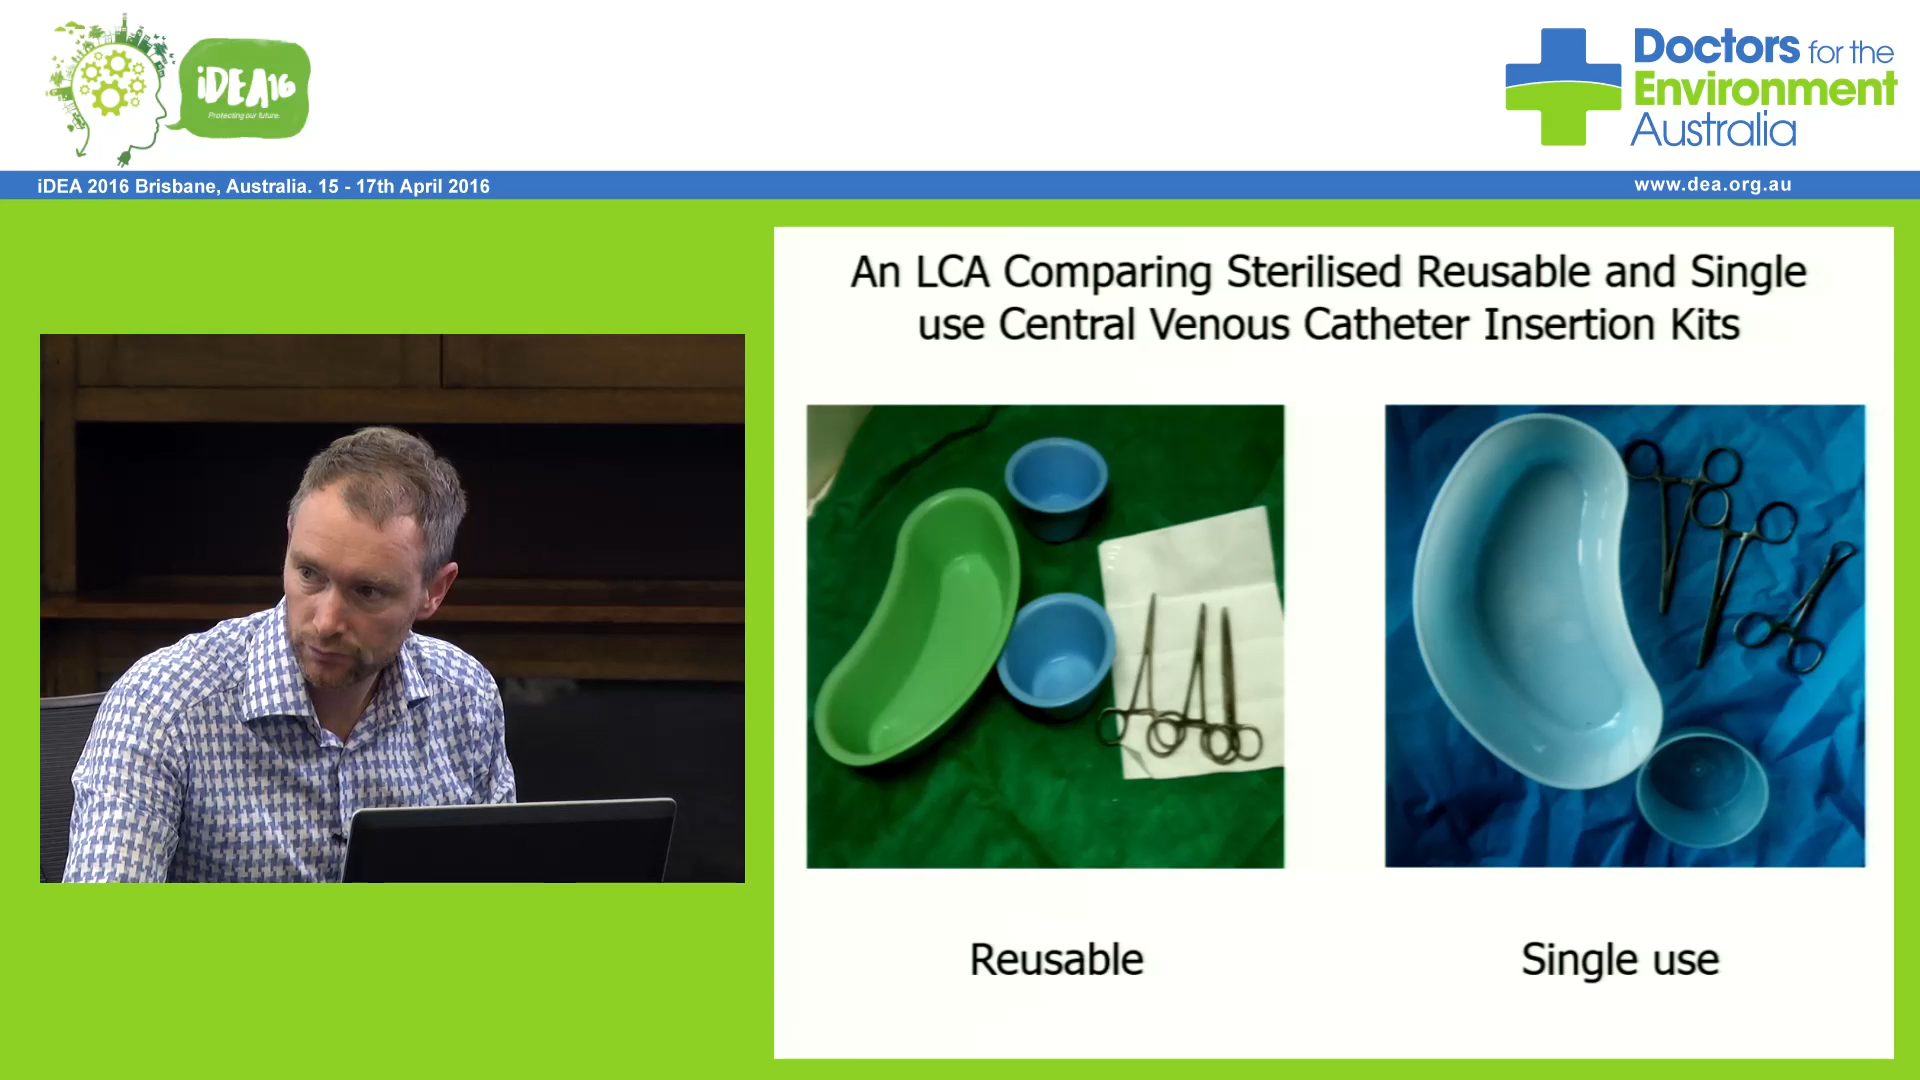 iDEA16
Protecting our future.
Doctors for the
Environment
Australia
iDEA 2016 Brisbane, Australia. 15 - 17th April 2016
www.dea.org.au
An LCA Comparing Sterilised Reusable and Single
use Central Venous Catheter Insertion Kits
Reusable
Single use